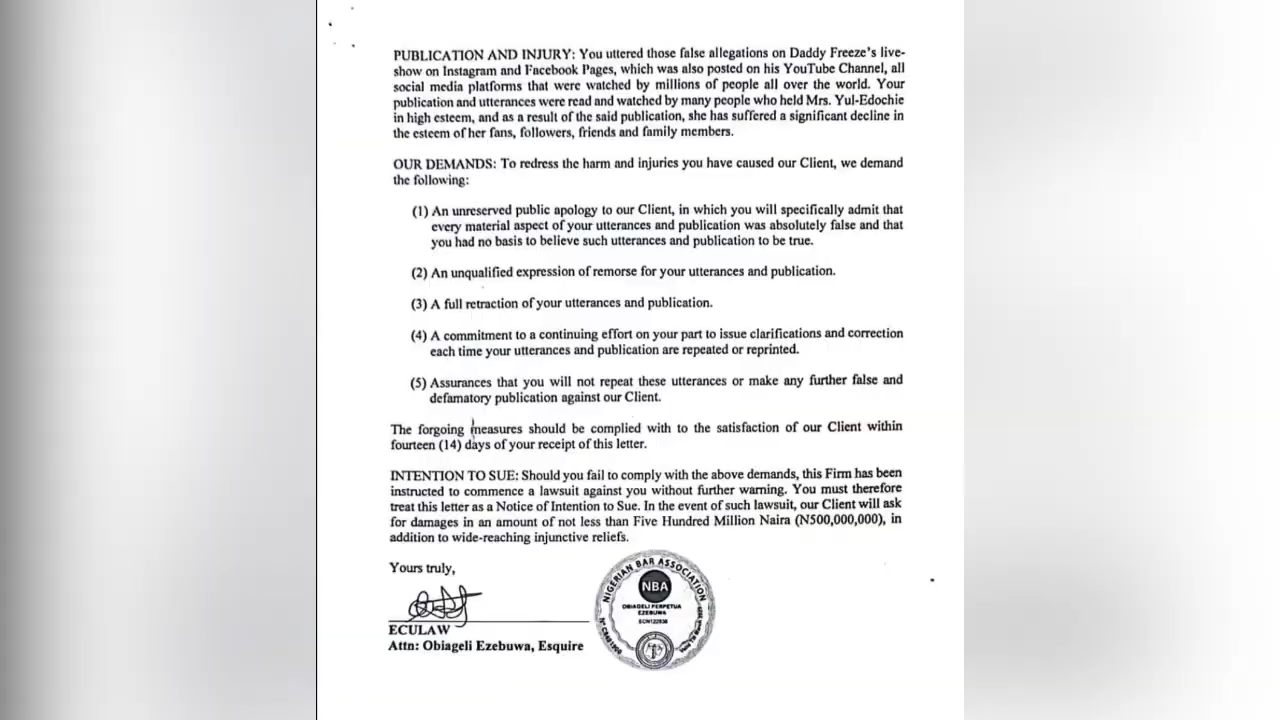 PUBLICATION AND INJURY: You uttered those false allegations on Daddy Freeze's live-
show on Instagram and Facebook Pages, which was also posted on his YouTube Channel, all
social media platforms that were watched by millions of people all over the world. Your
publication and utterances were read and watched by many people who held Mrs. Yul-Edochie
in high esteem, and as a result of the said publication, she has suffered a significant decline in
the esteem of her fans, followers, friends and family members.
OUR DEMANDS: To redress the harm and injuries you have caused our Client, we demand
the following:
(1) An unreserved public apology to our Client, in which you will specifically admit that
every material aspect of your utterances and publication was absolutely false and that
you had no basis to believe such utterances and publication to be true.
(2) An unqualified expression of remorse for your utterances and publication.
(3) A full retraction of your utterances and publication.
(4) A commitment to a continuing effort on your part to issue clarifications and correction
each time your utterances and publication are repeated or reprinted.
(5) Assurances that you will not repeat these utterances or make any further false and
defamatory publication against our Client.
The forgoing measures should be complied with to the satisfaction of our Client within
fourteen (14) days of your receipt of this letter.
INTENTION TO SUE: Should you fail to comply with the above demands, this Firm has been
instructed to commence a lawsuit against you without further warning. You must therefore
treat this letter as a Notice of Intention to Sue. In the event of such lawsuit, our Client will ask
for damages in an amount of not less than Five Hundred Million Naira (N500,000,000), in
addition to wide-reaching injunctive reliefs.
Yours truly,
ECULAW
Attn: Obiageli Ezebuwa, Esquire
NIGERIAN BAR ASSOCIATION
NBA
OBIAGELI PERPETUA
EZEBUWA